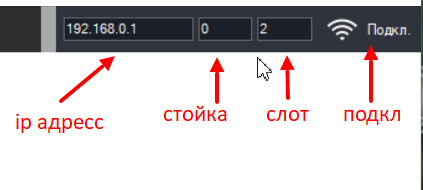 192.168.0.1 0 2 Подкл.
ip адресс стойка слот подкл